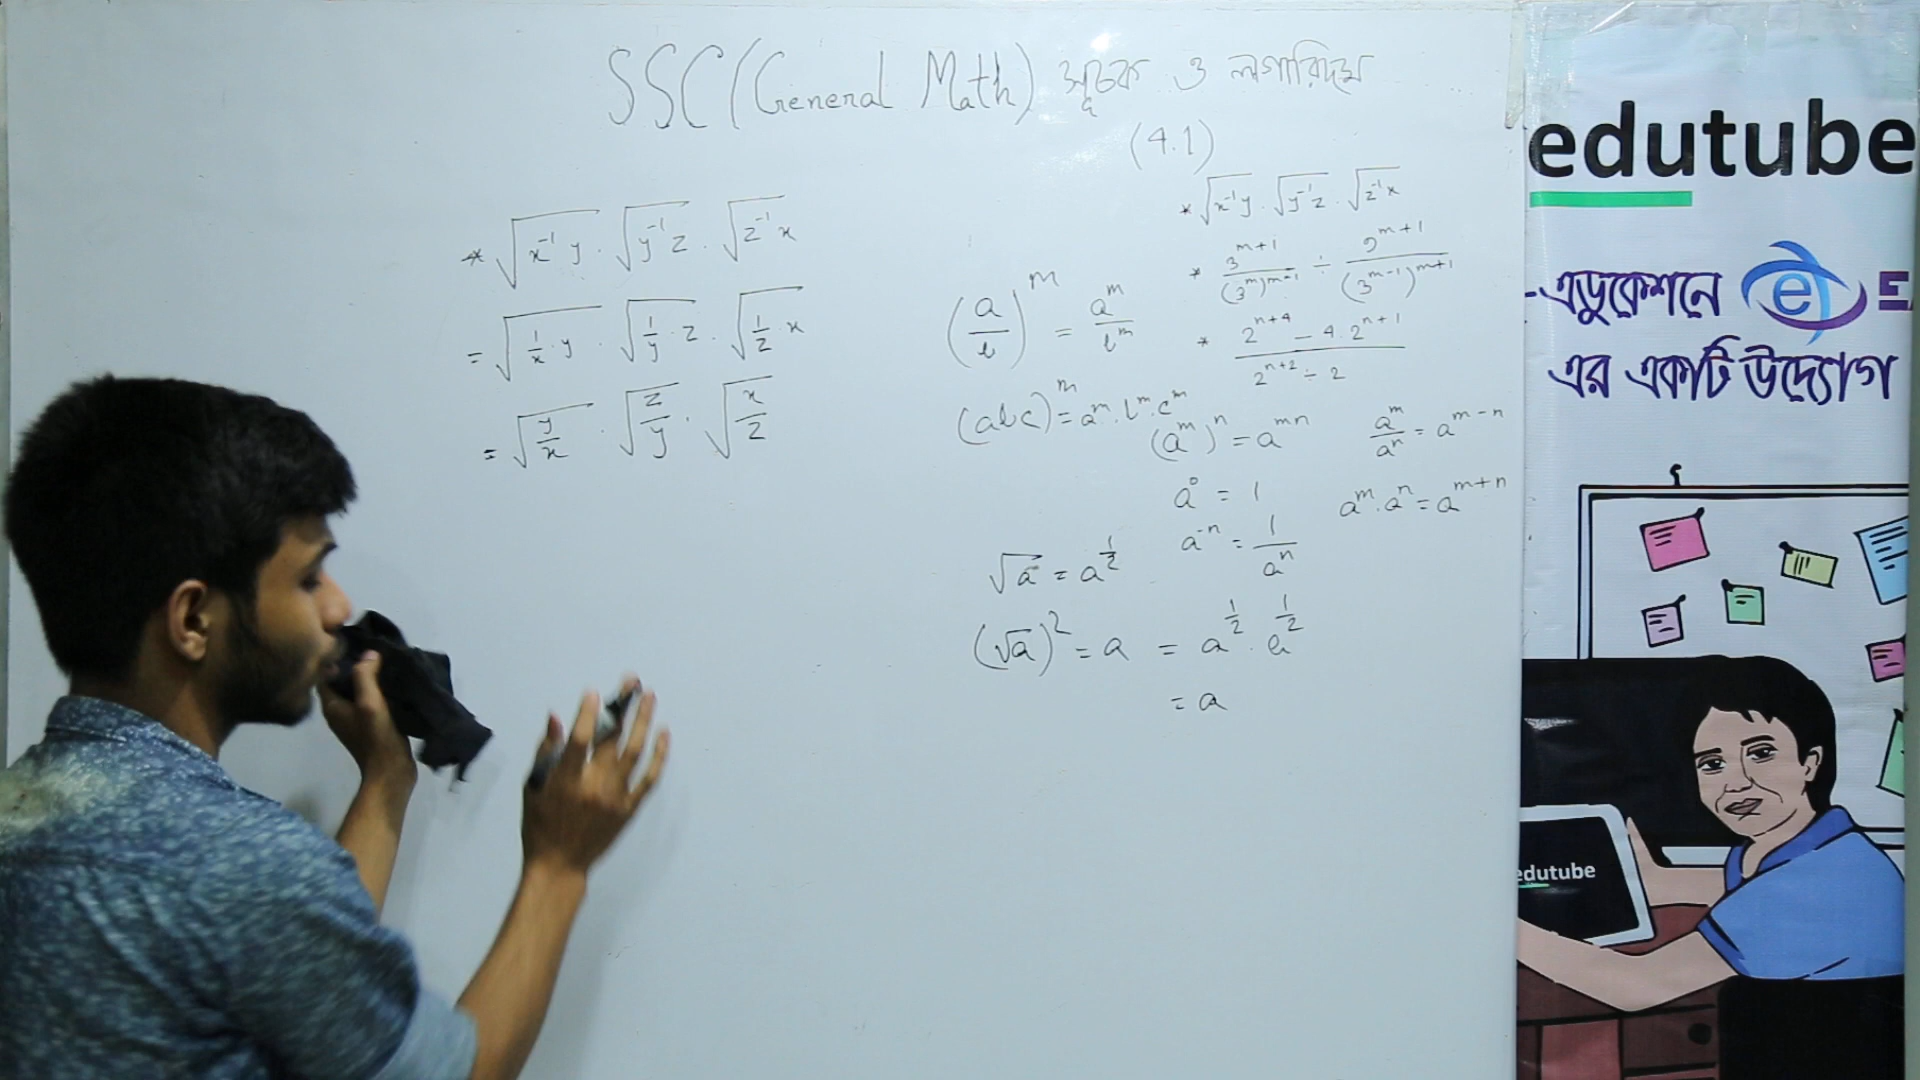 SSC (General Math) সূচক ও লগারিদম
(4.1)
* √(x⁻¹y) . √(y⁻¹z) . √(z⁻¹x)
= √(1/x . y) . √(1/y . z) . √(1/z . x)
= √(y/x) . √(z/y) . √(x/z)
(a/b)^m = a^m/b^m
(abc)^m = a^m . b^m . c^m
√a = a^(1/2)
(√a)² = a = a^(1/2) . a^(1/2)
= a
* √(x⁻¹y) . √(y⁻¹z) . √(z⁻¹x)
* 3^(m+1)/(3^m)^(m-1) ÷ 9^(m+1)/(3^(m-1))^(m+1)
* (2^(n+4) - 4.2^(n+1))/(2^(n+2) ÷ 2)
(a^m)^n = a^(mn)
a^m/a^n = a^(m-n)
a⁰ = 1
a^m . a^n = a^(m+n)
a^(-n) = 1/a^n
edutube
-এডুকেশনে e
এর একটি উদ্যোগ
edutube